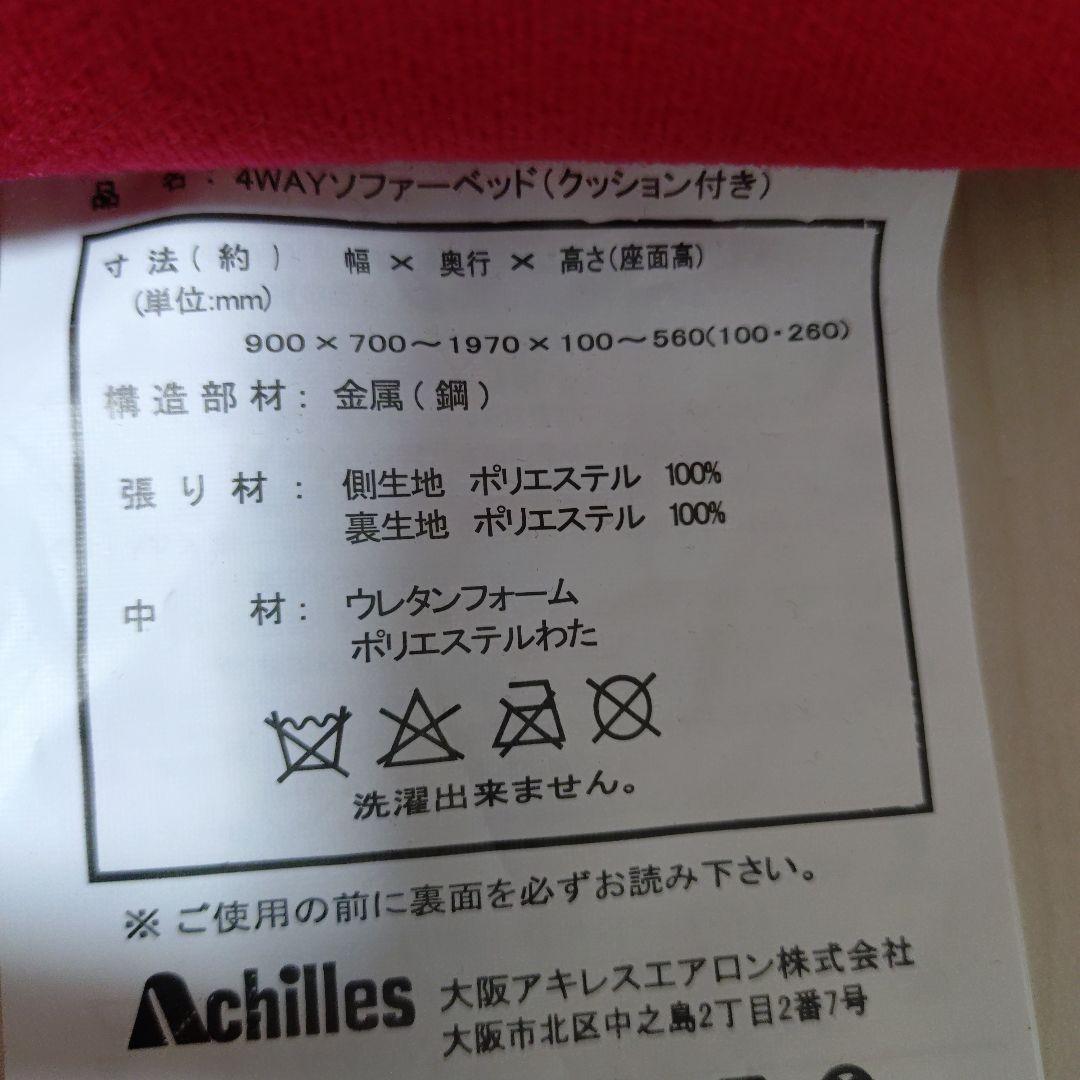 品 名 : 4WAYソファーベッド(クッション付き)
寸 法 ( 約 ) 幅 × 奥行 × 高さ(座面高)
(単位:mm)
900 × 700~1970 × 100~560(100・260)
構 造 部 材 : 金属 ( 鋼 )
張 り 材 : 側生地 ポリエステル 100%
裏生地 ポリエステル 100%
中 材 : ウレタンフォーム
ポリエステルわた
洗濯出来ません。
※ ご使用の前に裏面を必ずお読み下さい。
Achilles 大阪アキレスエアロン株式会社
大阪市北区中之島2丁目2番7号